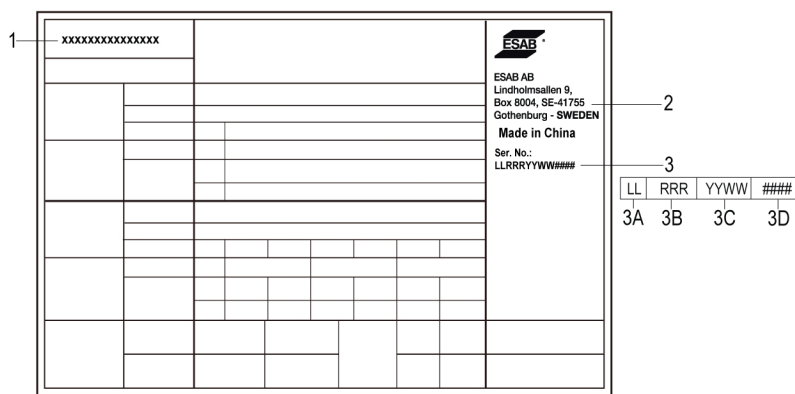 1
xxxxxxxxxxxxxxx
ESAB
ESAB AB
Lindholmsallen 9,
Box 8004, SE-41755
2
Gothenburg - SWEDEN
Made in China
Ser. No.:
LLRRRYYWW####
3
LL RRR YYWW ####
3A 3B 3C 3D